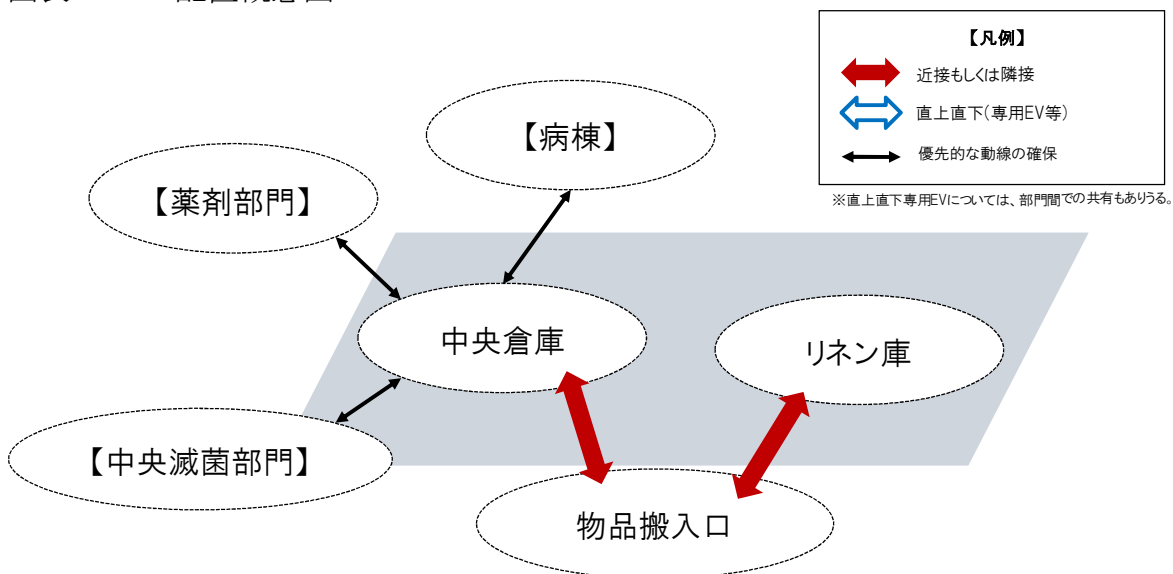 【凡例】
近接もしくは隣接
直上直下(専用EV等)
優先的な動線の確保
※直上直下専用EVについては、部門間での共有もありうる。
【病棟】
【薬剤部門】
中央倉庫
リネン庫
【中央滅菌部門】
物品搬入口